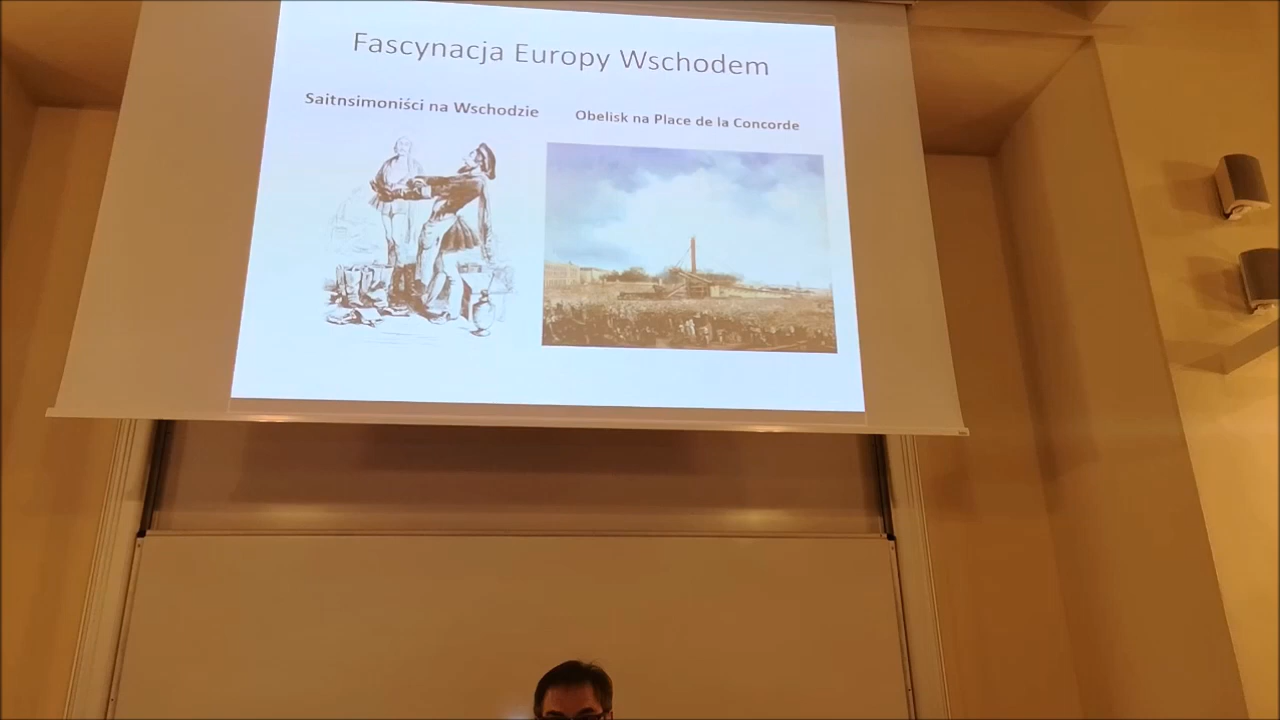 Fascynacja Europy Wschodem
Saitnsimoniści na Wschodzie
Obelisk na Place de la Concorde